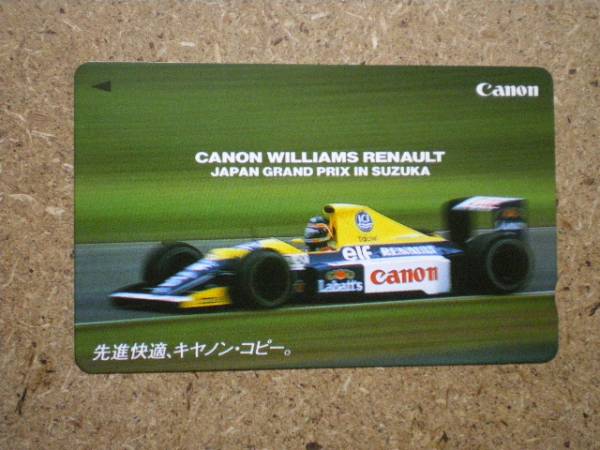 Canon
CANON WILLIAMS RENAULT
JAPAN GRAND PRIX IN SUZUKA
elf RENAULT
Labatt's
Canon
先進快適、キヤノン・コピー。